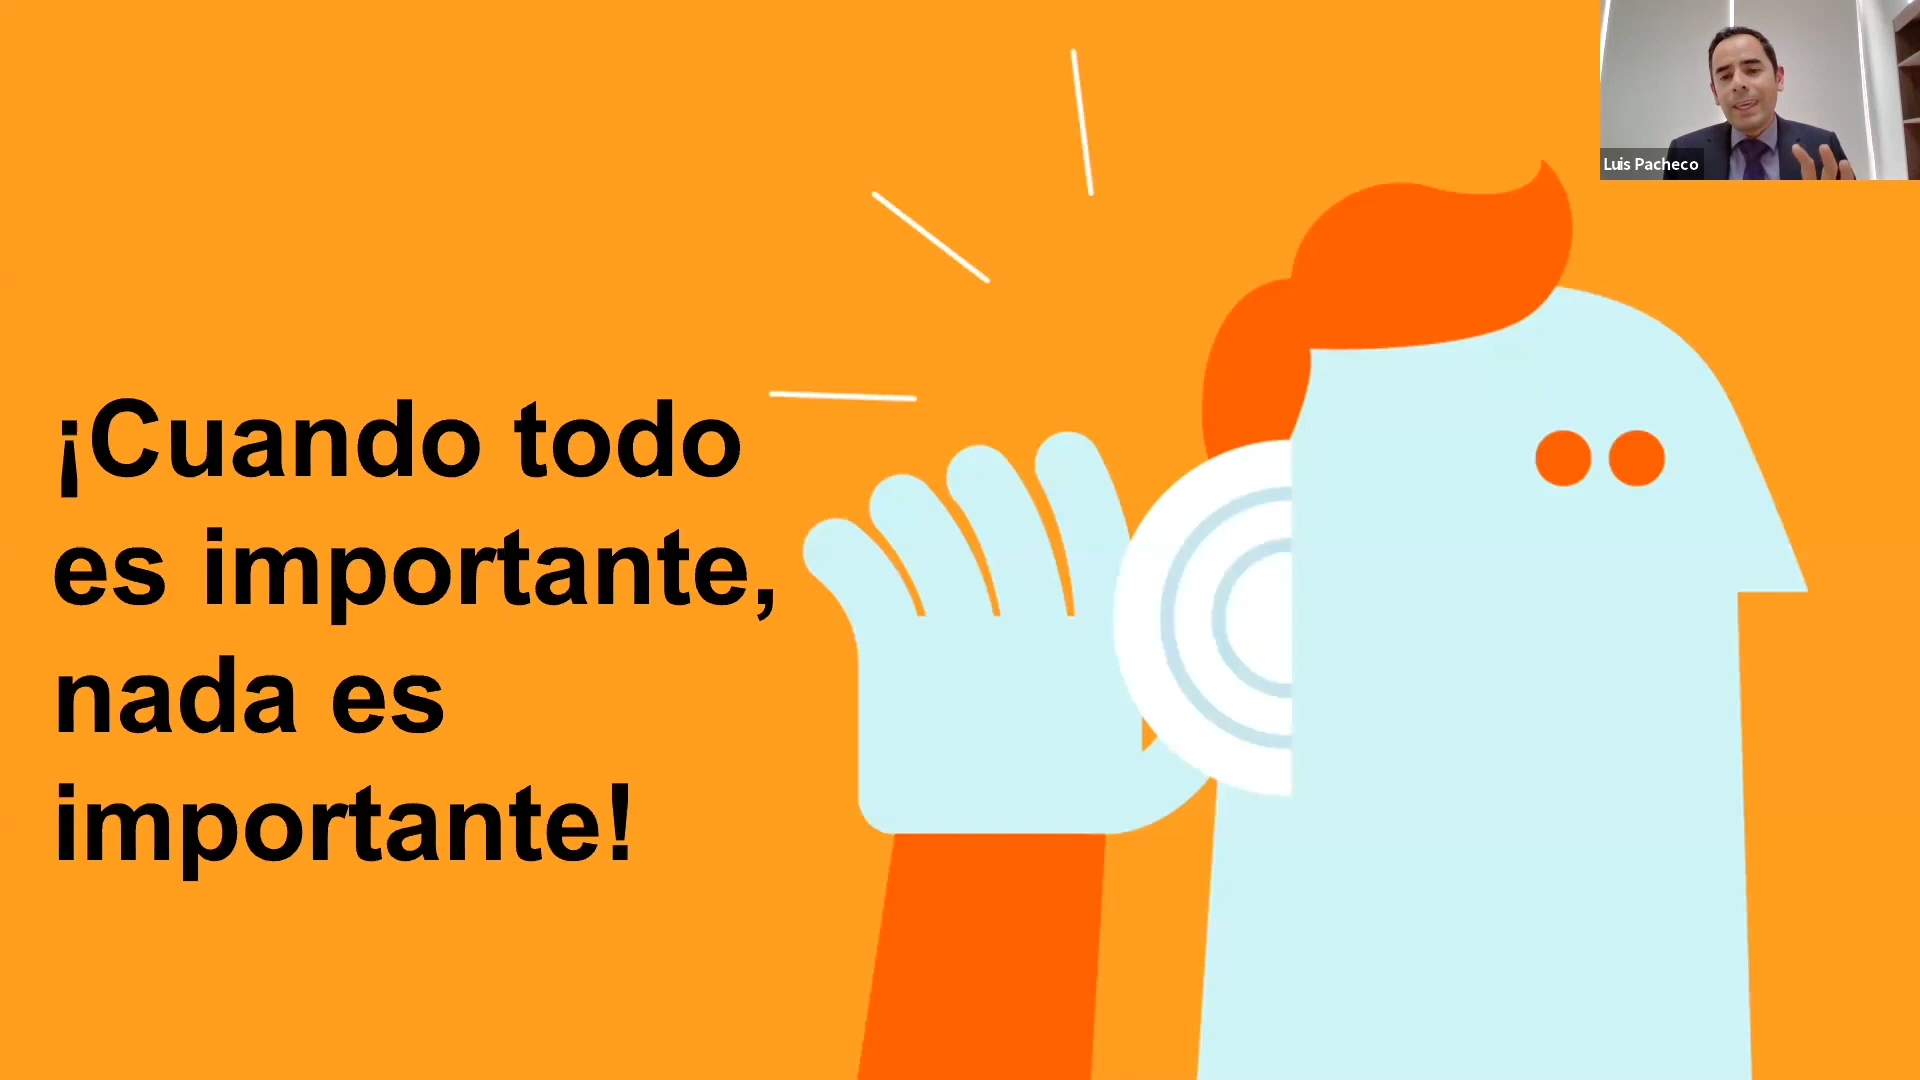 Luis Pacheco
¡Cuando todo
es importante,
nada es
importante!